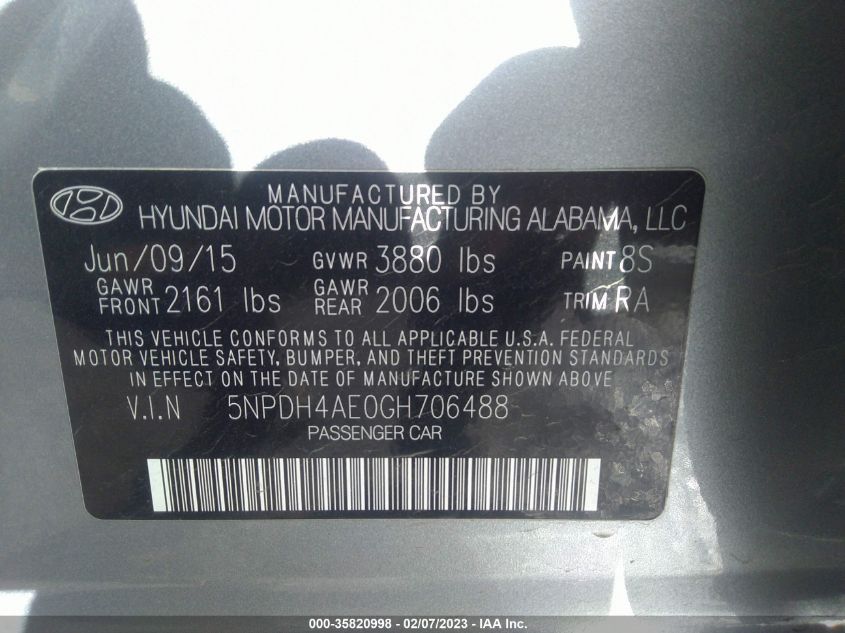 MANUFACTURED BY
HYUNDAI MOTOR MANUFACTURING ALABAMA, LLC
Jun/09/15 GVWR 3880 lbs PAINT 8S
GAWR FRONT 2161 lbs GAWR REAR 2006 lbs TRIM RA
THIS VEHICLE CONFORMS TO ALL APPLICABLE U.S.A. FEDERAL
MOTOR VEHICLE SAFETY, BUMPER, AND THEFT PREVENTION STANDARDS
IN EFFECT ON THE DATE OF MANUFACTURE SHOWN ABOVE
V.I.N 5NPDH4AE0GH706488
PASSENGER CAR
000-35820998 — 02/07/2023 — IAA Inc.